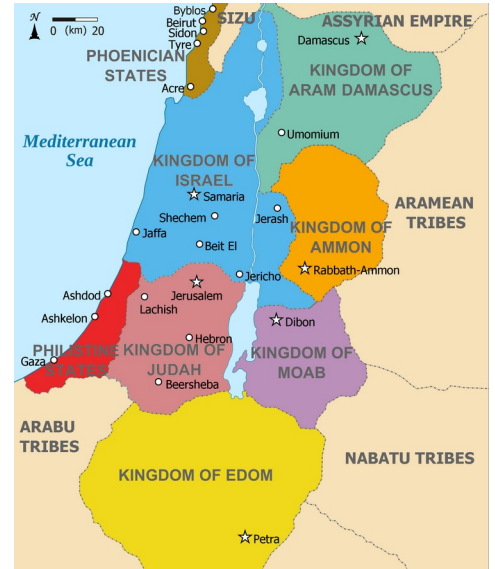 Byblos
SIZU
ASSYRIAN EMPIRE
N
0 (km) 20
Beirut
Sidon
Tyre
Damascus
PHOENICIAN
STATES
KINGDOM OF
ARAM DAMASCUS
Acre
Mediterranean
Sea
Umomium
KINGDOM OF
ISRAEL
Samaria
ARAMEAN
TRIBES
Shechem
Jerash
KINGDOM OF
AMMON
Jaffa
Beit El
Rabbath-Ammon
Jericho
Ashdod
Jerusalem
Lachish
Ashkelon
Dibon
Hebron
PHILISTINE
STATES
KINGDOM OF
JUDAH
KINGDOM OF
MOAB
Gaza
Beersheba
ARABU
TRIBES
NABATU TRIBES
KINGDOM OF EDOM
Petra